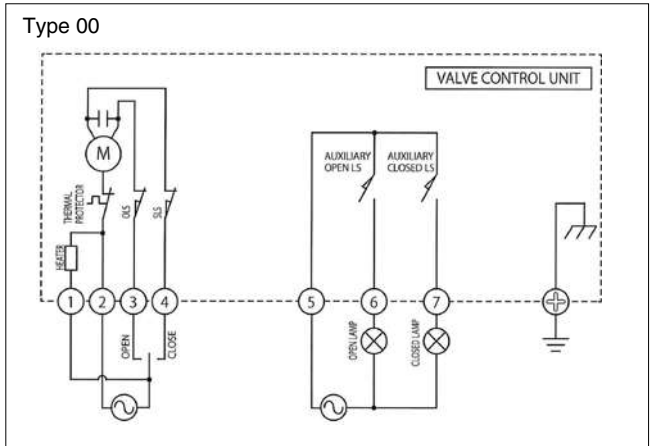 Type 00
VALVE CONTROL UNIT
M
AUXILIARY
OPEN LS
AUXILIARY
CLOSED LS
THERMAL
PROTECTOR
OLS
SLS
HEATER
1
2
3
4
5
6
7
OPEN
CLOSE
OPEN LAMP
CLOSED LAMP